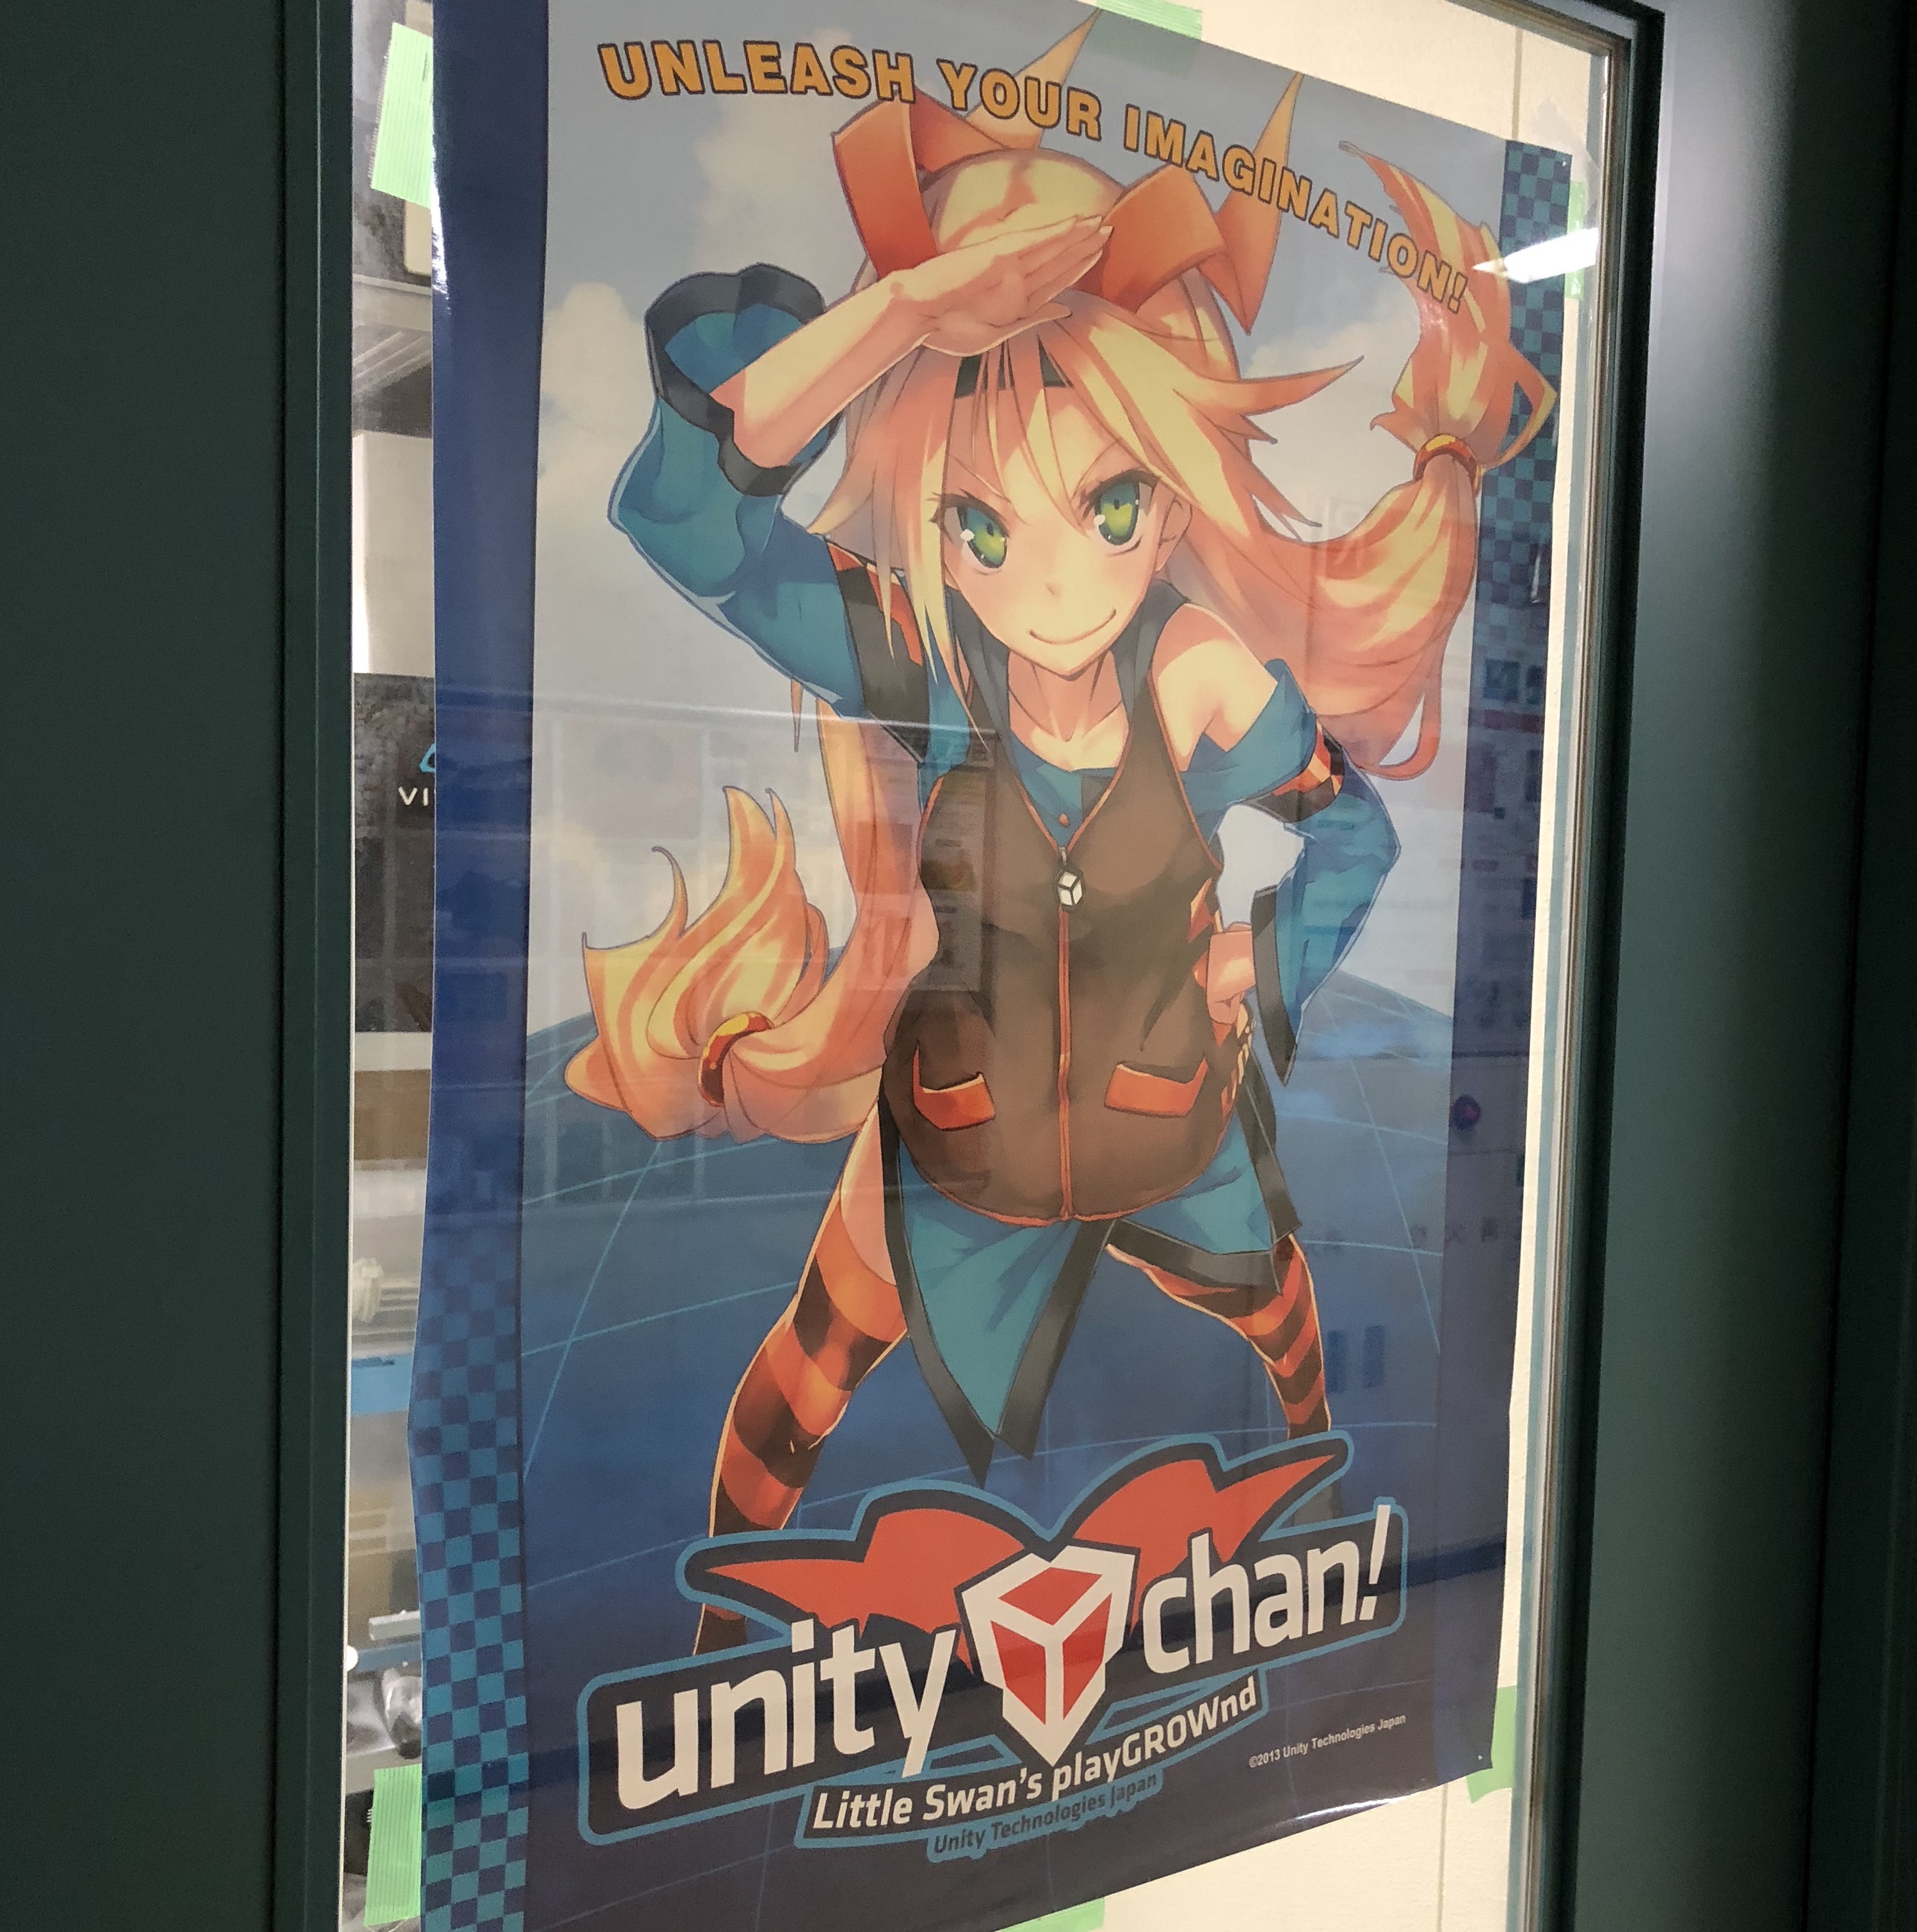 UNLEASH YOUR IMAGINATION!
VI
unity chan!
Little Swan's playGROWnd
Unity Technologies Japan
©2013 Unity Technologies Japan